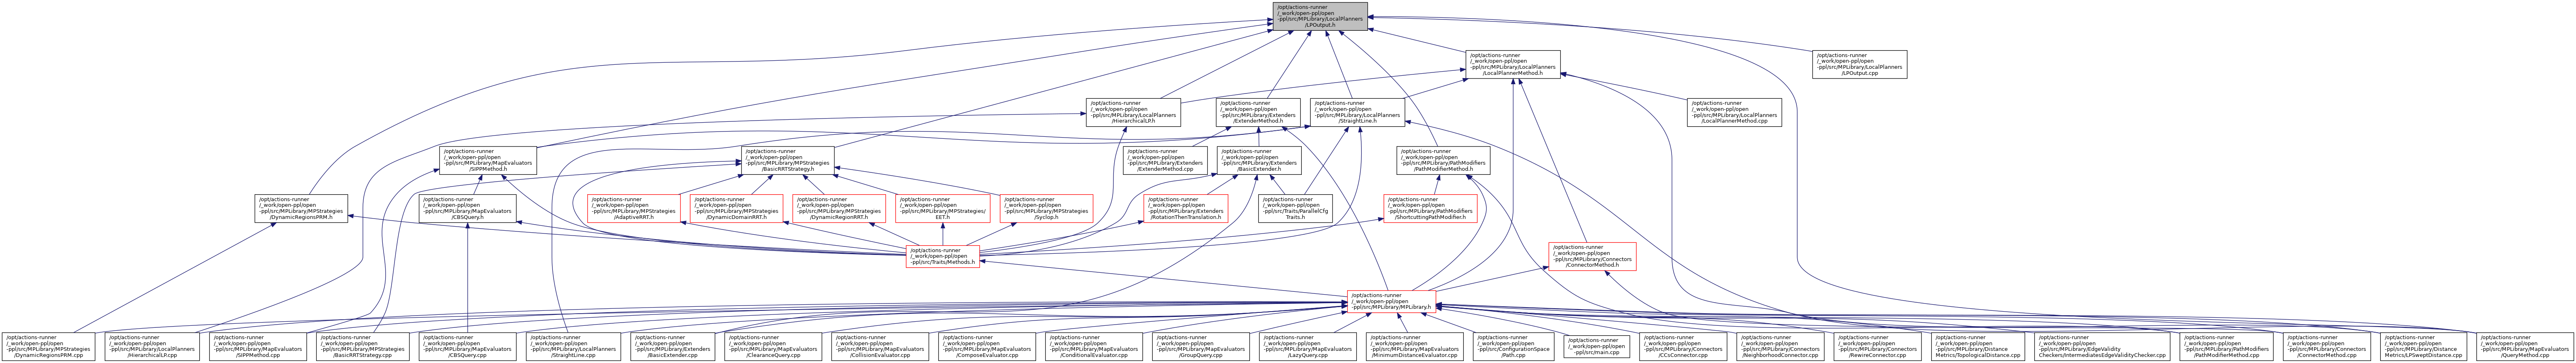 /opt/actions-runner
/_work/open-ppl/open
-ppl/src/MPLibrary/LocalPlanners
/LPOutput.h
/opt/actions-runner
/_work/open-ppl/open
-ppl/src/MPLibrary/LocalPlanners
/LocalPlannerMethod.h
/opt/actions-runner
/_work/open-ppl/open
-ppl/src/MPLibrary/LocalPlanners
/LPOutput.cpp
/opt/actions-runner
/_work/open-ppl/open
-ppl/src/MPLibrary/LocalPlanners
/HierarchicalLP.h
/opt/actions-runner
/_work/open-ppl/open
-ppl/src/MPLibrary/Extenders
/ExtenderMethod.h
/opt/actions-runner
/_work/open-ppl/open
-ppl/src/MPLibrary/LocalPlanners
/StraightLine.h
/opt/actions-runner
/_work/open-ppl/open
-ppl/src/MPLibrary/LocalPlanners
/LocalPlannerMethod.cpp
/opt/actions-runner
/_work/open-ppl/open
-ppl/src/MPLibrary/MapEvaluators
/SIPPMethod.h
/opt/actions-runner
/_work/open-ppl/open
-ppl/src/MPLibrary/MPStrategies
/BasicRRTStrategy.h
/opt/actions-runner
/_work/open-ppl/open
-ppl/src/MPLibrary/Extenders
/ExtenderMethod.cpp
/opt/actions-runner
/_work/open-ppl/open
-ppl/src/MPLibrary/Extenders
/BasicExtender.h
/opt/actions-runner
/_work/open-ppl/open
-ppl/src/MPLibrary/PathModifiers
/PathModifierMethod.h
/opt/actions-runner
/_work/open-ppl/open
-ppl/src/MPLibrary/MPStrategies
/DynamicRegionsPRM.h
/opt/actions-runner
/_work/open-ppl/open
-ppl/src/MPLibrary/MapEvaluators
/CBSQuery.h
/opt/actions-runner
/_work/open-ppl/open
-ppl/src/MPLibrary/MPStrategies
/AdaptiveRRT.h
/opt/actions-runner
/_work/open-ppl/open
-ppl/src/MPLibrary/MPStrategies
/DynamicDomainRRT.h
/opt/actions-runner
/_work/open-ppl/open
-ppl/src/MPLibrary/MPStrategies
/DynamicRegionRRT.h
/opt/actions-runner
/_work/open-ppl/open
-ppl/src/MPLibrary/MPStrategies/
EET.h
/opt/actions-runner
/_work/open-ppl/open
-ppl/src/MPLibrary/MPStrategies
/Syclop.h
/opt/actions-runner
/_work/open-ppl/open
-ppl/src/MPLibrary/Extenders
/RotationThenTranslation.h
/opt/actions-runner
/_work/open-ppl/open
-ppl/src/Traits/ParallelCfg
Traits.h
/opt/actions-runner
/_work/open-ppl/open
-ppl/src/MPLibrary/PathModifiers
/ShortcuttingPathModifier.h
/opt/actions-runner
/_work/open-ppl/open
-ppl/src/Traits/Methods.h
/opt/actions-runner
/_work/open-ppl/open
-ppl/src/MPLibrary/Connectors
/ConnectorMethod.h
/opt/actions-runner
/_work/open-ppl/open
-ppl/src/MPLibrary/MPLibrary.h
/opt/actions-runner
/_work/open-ppl/open
-ppl/src/MPLibrary/MPStrategies
/DynamicRegionsPRM.cpp
/opt/actions-runner
/_work/open-ppl/open
-ppl/src/MPLibrary/LocalPlanners
/HierarchicalLP.cpp
/opt/actions-runner
/_work/open-ppl/open
-ppl/src/MPLibrary/MapEvaluators
/SIPPMethod.cpp
/opt/actions-runner
/_work/open-ppl/open
-ppl/src/MPLibrary/MPStrategies
/BasicRRTStrategy.cpp
/opt/actions-runner
/_work/open-ppl/open
-ppl/src/MPLibrary/MapEvaluators
/CBSQuery.cpp
/opt/actions-runner
/_work/open-ppl/open
-ppl/src/MPLibrary/LocalPlanners
/StraightLine.cpp
/opt/actions-runner
/_work/open-ppl/open
-ppl/src/MPLibrary/Extenders
/BasicExtender.cpp
/opt/actions-runner
/_work/open-ppl/open
-ppl/src/MPLibrary/MapEvaluators
/ClearanceQuery.cpp
/opt/actions-runner
/_work/open-ppl/open
-ppl/src/MPLibrary/MapEvaluators
/CollisionEvaluator.cpp
/opt/actions-runner
/_work/open-ppl/open
-ppl/src/MPLibrary/MapEvaluators
/ComposeEvaluator.cpp
/opt/actions-runner
/_work/open-ppl/open
-ppl/src/MPLibrary/MapEvaluators
/ConditionalEvaluator.cpp
/opt/actions-runner
/_work/open-ppl/open
-ppl/src/MPLibrary/MapEvaluators
/GroupQuery.cpp
/opt/actions-runner
/_work/open-ppl/open
-ppl/src/MPLibrary/MapEvaluators
/LazyQuery.cpp
/opt/actions-runner
/_work/open-ppl/open
-ppl/src/MPLibrary/MapEvaluators
/MinimumDistanceEvaluator.cpp
/opt/actions-runner
/_work/open-ppl/open
-ppl/src/ConfigurationSpace
/Path.cpp
/opt/actions-runner
/_work/open-ppl/open
-ppl/src/main.cpp
/opt/actions-runner
/_work/open-ppl/open
-ppl/src/MPLibrary/Connectors
/CCsConnector.cpp
/opt/actions-runner
/_work/open-ppl/open
-ppl/src/MPLibrary/Connectors
/NeighborhoodConnector.cpp
/opt/actions-runner
/_work/open-ppl/open
-ppl/src/MPLibrary/Connectors
/RewireConnector.cpp
/opt/actions-runner
/_work/open-ppl/open
-ppl/src/MPLibrary/Distance
Metrics/TopologicalDistance.cpp
/opt/actions-runner
/_work/open-ppl/open
-ppl/src/MPLibrary/EdgeValidity
Checkers/IntermediatesEdgeValidityChecker.cpp
/opt/actions-runner
/_work/open-ppl/open
-ppl/src/MPLibrary/PathModifiers
/PathModifierMethod.cpp
/opt/actions-runner
/_work/open-ppl/open
-ppl/src/MPLibrary/Connectors
/ConnectorMethod.cpp
/opt/actions-runner
/_work/open-ppl/open
-ppl/src/MPLibrary/Distance
Metrics/LPSweptDistance.cpp
/opt/actions-runner
/_work/open-ppl/open
-ppl/src/MPLibrary/MapEvaluators
/QueryMethod.cpp